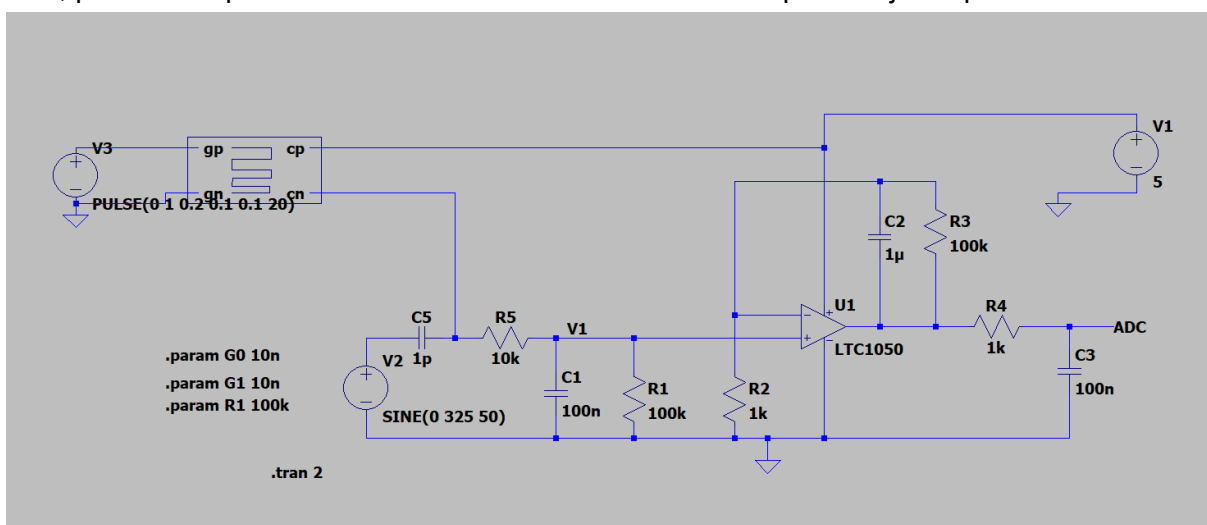 V3
gp
cp
gn
cn
PULSE(0 1 0.2 0.1 0.1 20)
V1
5
C2
1µ
R3
100k
U1
LTC1050
R4
1k
ADC
C3
100n
C5
1p
R5
10k
V1
V2
SINE(0 325 50)
C1
100n
R1
100k
R2
1k
.param G0 10n
.param G1 10n
.param R1 100k
.tran 2